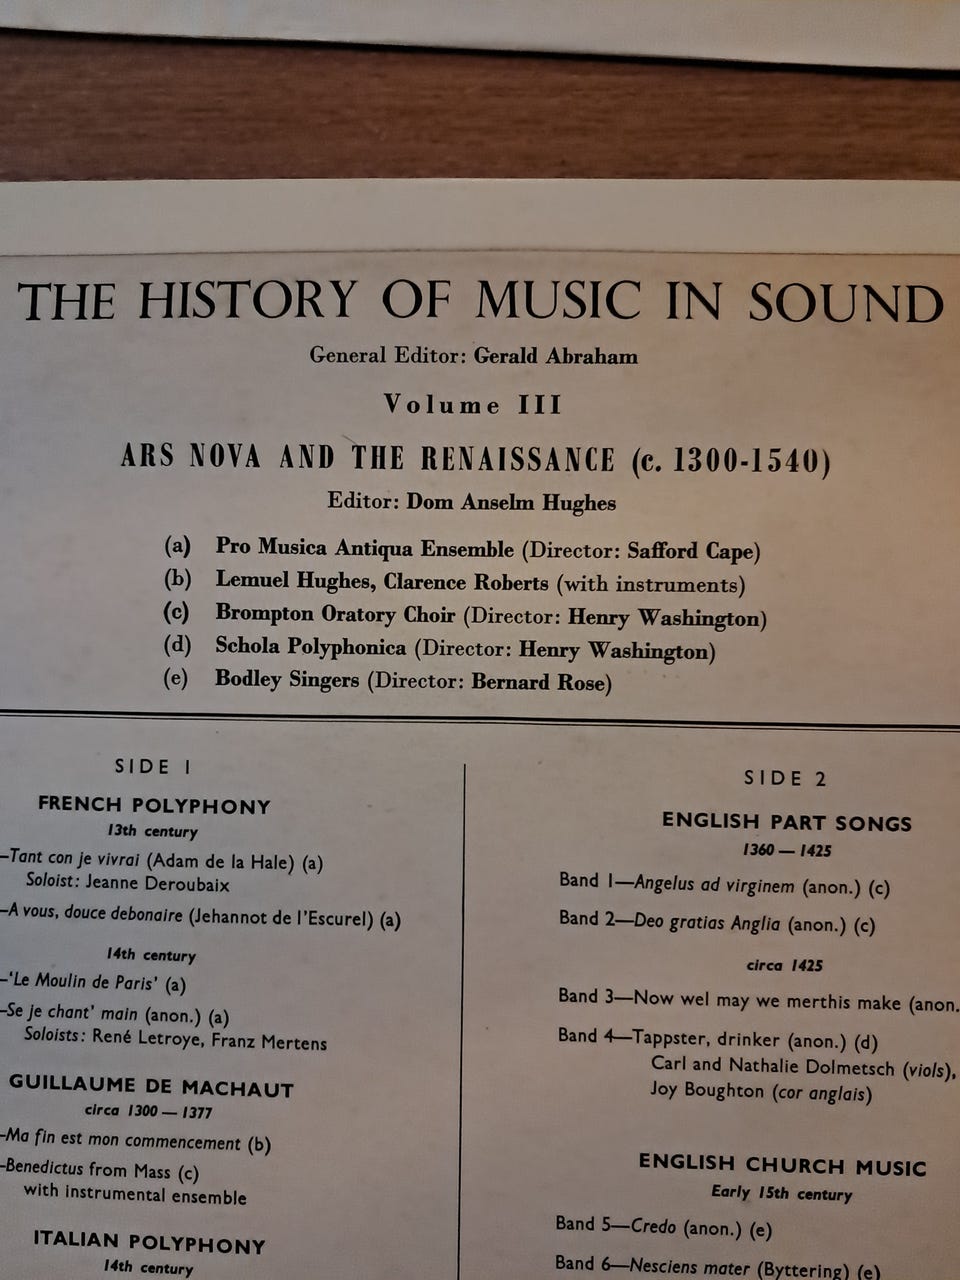 THE HISTORY OF MUSIC IN SOUND
General Editor: Gerald Abraham
Volume III
ARS NOVA AND THE RENAISSANCE (c. 1300-1540)
Editor: Dom Anselm Hughes
(a) Pro Musica Antiqua Ensemble (Director: Safford Cape)
(b) Lemuel Hughes, Clarence Roberts (with instruments)
(c) Brompton Oratory Choir (Director: Henry Washington)
(d) Schola Polyphonica (Director: Henry Washington)
(e) Bodley Singers (Director: Bernard Rose)
SIDE 1
FRENCH POLYPHONY
13th century
—Tant con je vivrai (Adam de la Hale) (a)
Soloist: Jeanne Deroubaix
—A vous, douce debonaire (Jehannot de l'Escurel) (a)
14th century
—'Le Moulin de Paris' (a)
—Se je chant' main (anon.) (a)
Soloists: René Letroye, Franz Mertens
GUILLAUME DE MACHAUT
circa 1300 — 1377
—Ma fin est mon commencement (b)
—Benedictus from Mass (c)
with instrumental ensemble
ITALIAN POLYPHONY
14th century
SIDE 2
ENGLISH PART SONGS
1360 — 1425
Band 1—Angelus ad virginem (anon.) (c)
Band 2—Deo gratias Anglia (anon.) (c)
circa 1425
Band 3—Now wel may we merthis make (anon.
Band 4—Tappster, drinker (anon.) (d)
Carl and Nathalie Dolmetsch (viols),
Joy Boughton (cor anglais)
ENGLISH CHURCH MUSIC
Early 15th century
Band 5—Credo (anon.) (e)
Band 6—Nesciens mater (Byttering) (e)